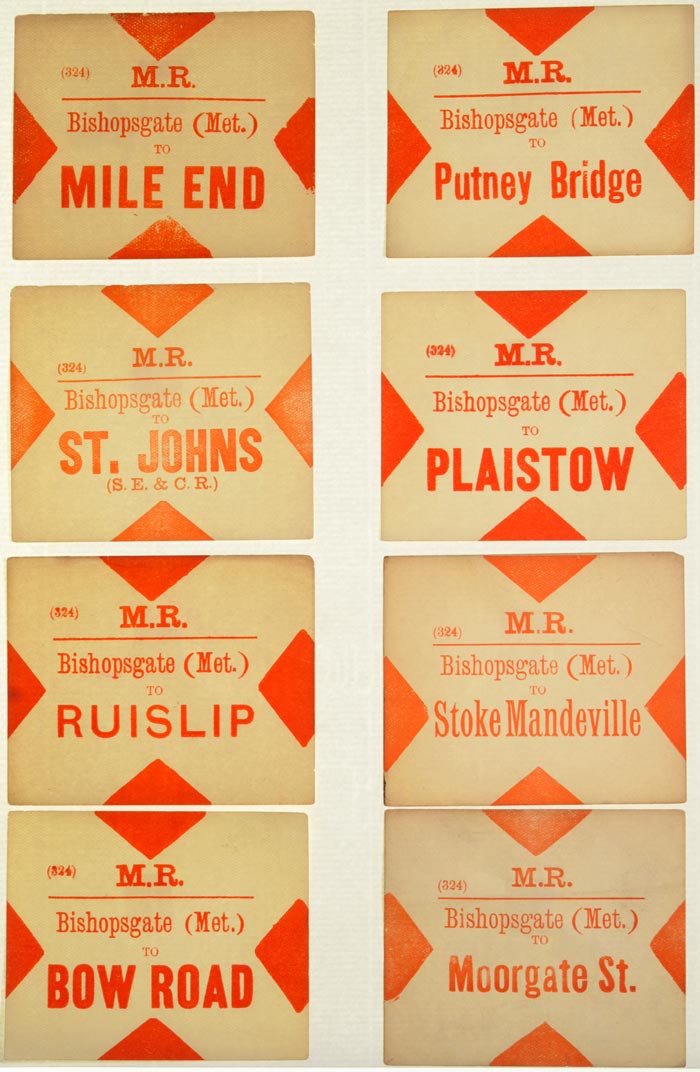 (324) M.R.
Bishopsgate (Met.)
TO
MILE END
(324) M.R.
Bishopsgate (Met.)
TO
Putney Bridge
(324) M.R.
Bishopsgate (Met.)
TO
ST. JOHNS
(S. E. & C. R.)
(324) M.R.
Bishopsgate (Met.)
TO
PLAISTOW
(324) M.R.
Bishopsgate (Met.)
TO
RUISLIP
(324) M.R.
Bishopsgate (Met.)
TO
Stoke Mandeville
(324) M.R.
Bishopsgate (Met.)
TO
BOW ROAD
(324) M.R.
Bishopsgate (Met.)
TO
Moorgate St.